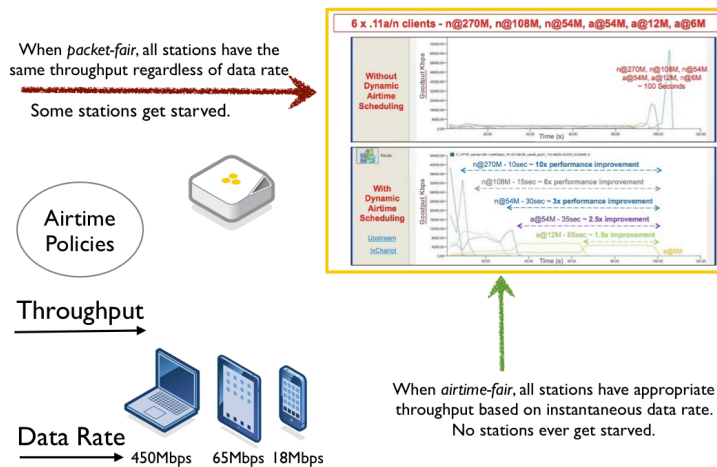 6 x .11a/n clients - n@270M, n@108M, n@54M, a@54M, a@12M, a@6M
When packet-fair, all stations have the
same throughput regardless of data rate
Some stations get starved.
Without
Dynamic
Airtime
Scheduling
Goodput Kbps
n@270M, n@108M, n@54M
a@54M, a@12M, n@6M
~ 100 Seconds
Time (s)
With
Dynamic
Airtime
Scheduling
Upstream
IxChariot
Goodput Kbps
n@270M - 10sec ~ 10x performance improvement
n@108M - 15sec ~ 6x performance improvement
n@54M - 30sec ~ 3x performance improvement
a@54M - 35sec ~ 2.5x improvement
a@12M - 65sec ~ 1.5x improvement
a@6M
Time (s)
Airtime
Policies
Throughput
Data Rate
450Mbps 65Mbps 18Mbps
When airtime-fair, all stations have appropriate
throughput based on instantaneous data rate.
No stations ever get starved.